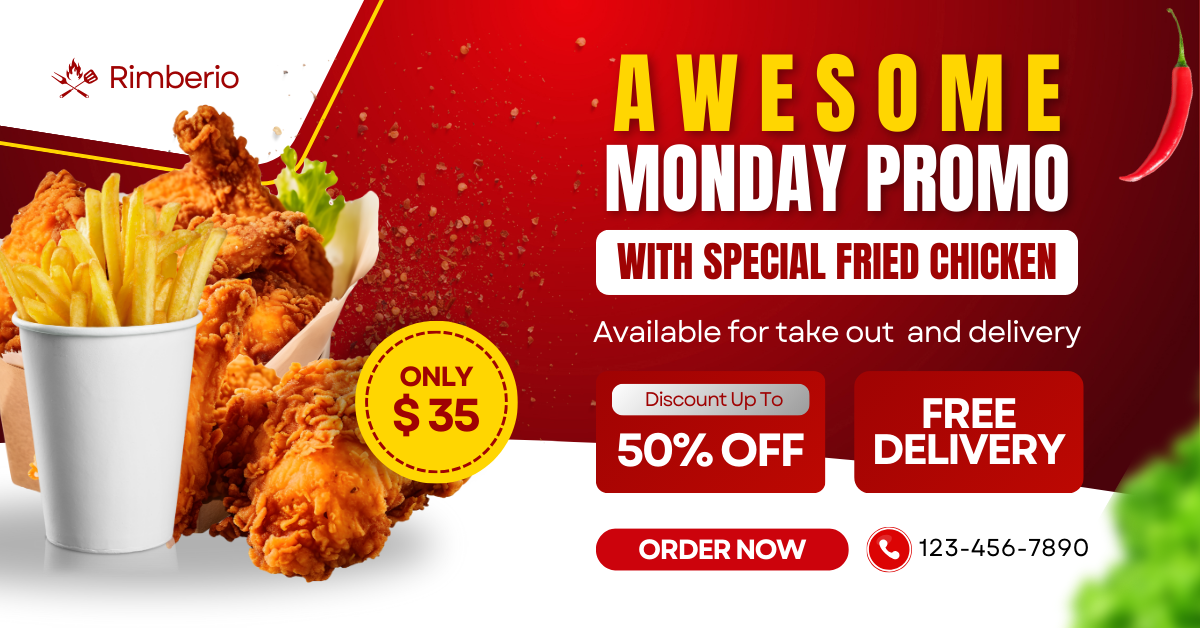 Rimberio
AWESOME
MONDAY PROMO
WITH SPECIAL FRIED CHICKEN
Available for take out and delivery
ONLY
$ 35
Discount Up To
50% OFF
FREE
DELIVERY
ORDER NOW
123-456-7890